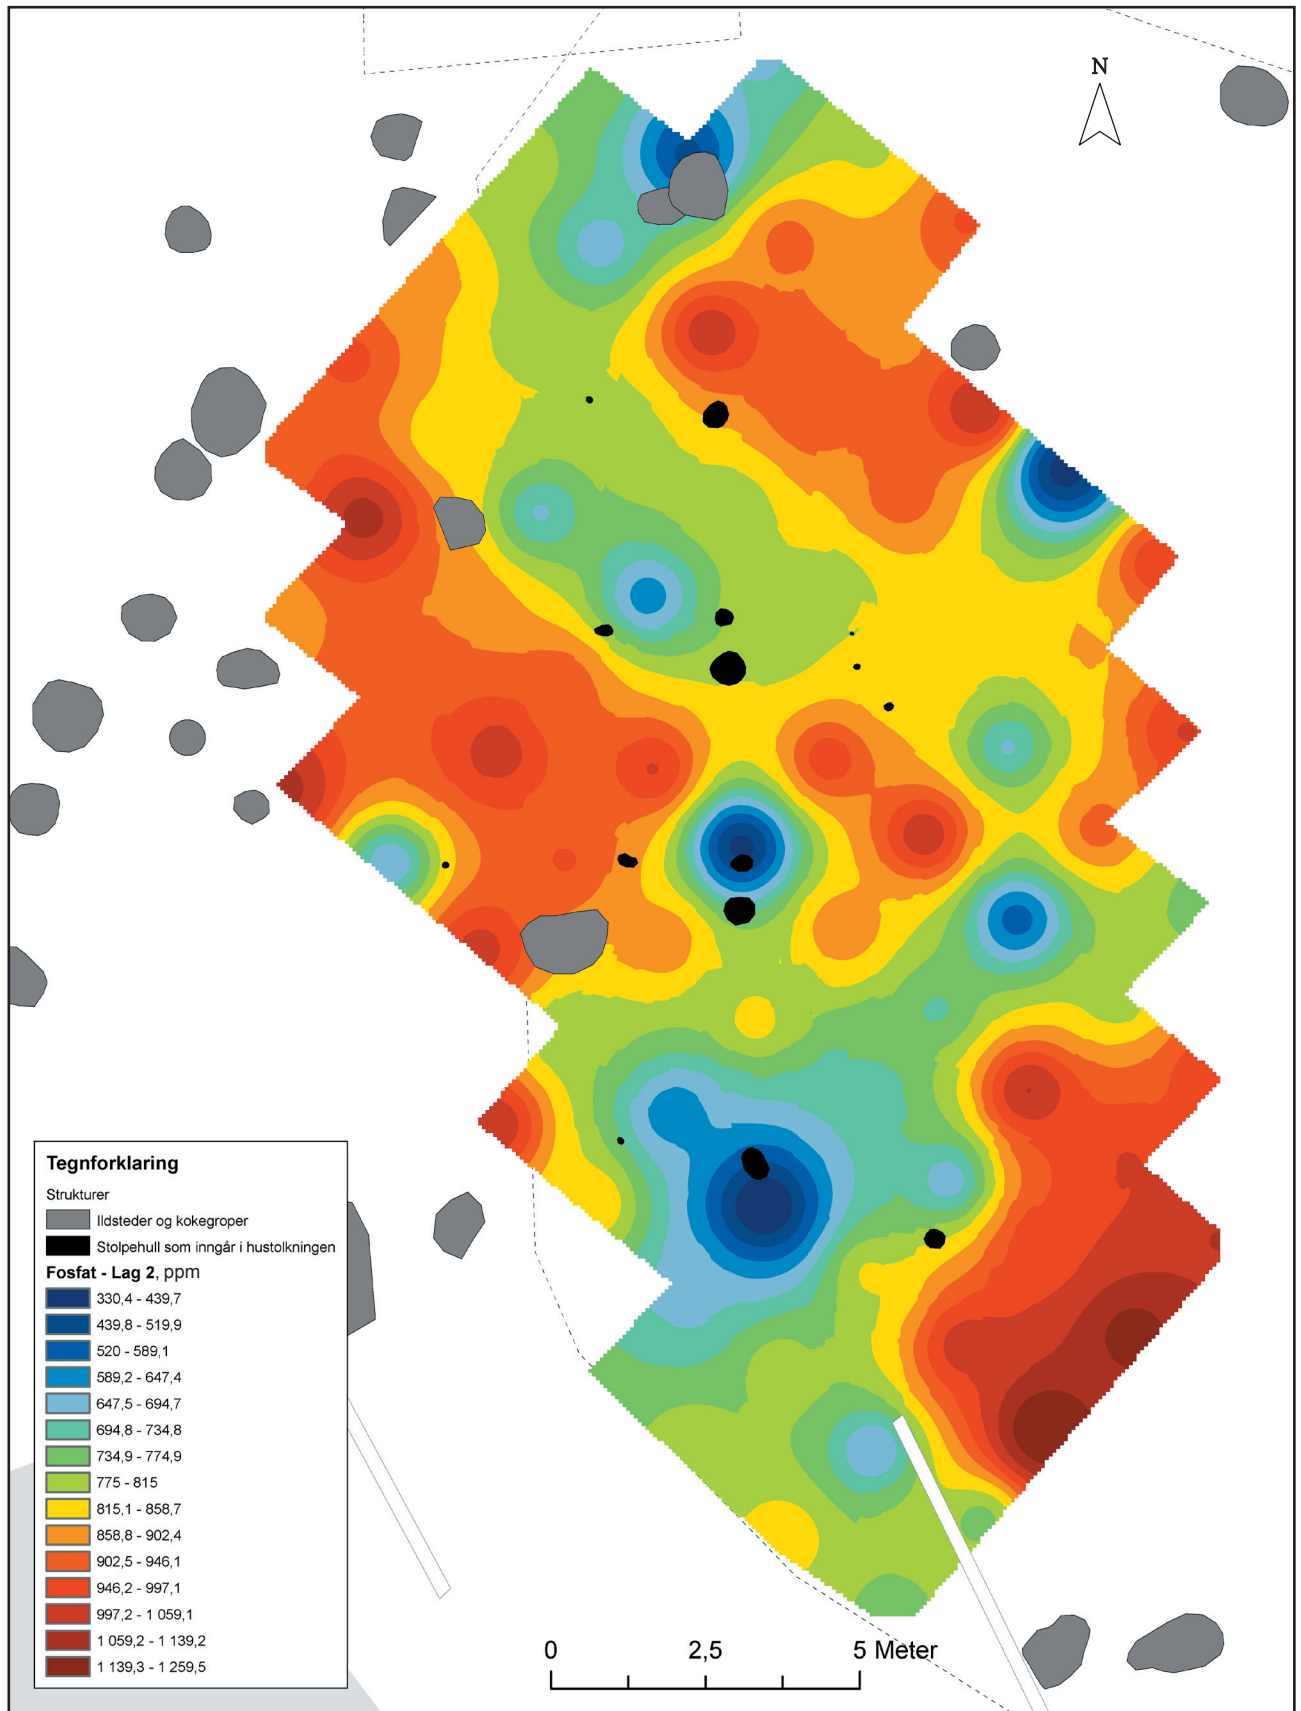 N
Tegnforklaring
Strukturer
Ildsteder og kokegroper
Stolpehull som inngår i hustolkningen
Fosfat - Lag 2, ppm
330,4 - 439,7
439,8 - 519,9
520 - 589,1
589,2 - 647,4
647,5 - 694,7
694,8 - 734,8
734,9 - 774,9
775 - 815
815,1 - 858,7
858,8 - 902,4
902,5 - 946,1
946,2 - 997,1
997,2 - 1 059,1
1 059,2 - 1 139,2
1 139,3 - 1 259,5
0 2,5 5 Meter